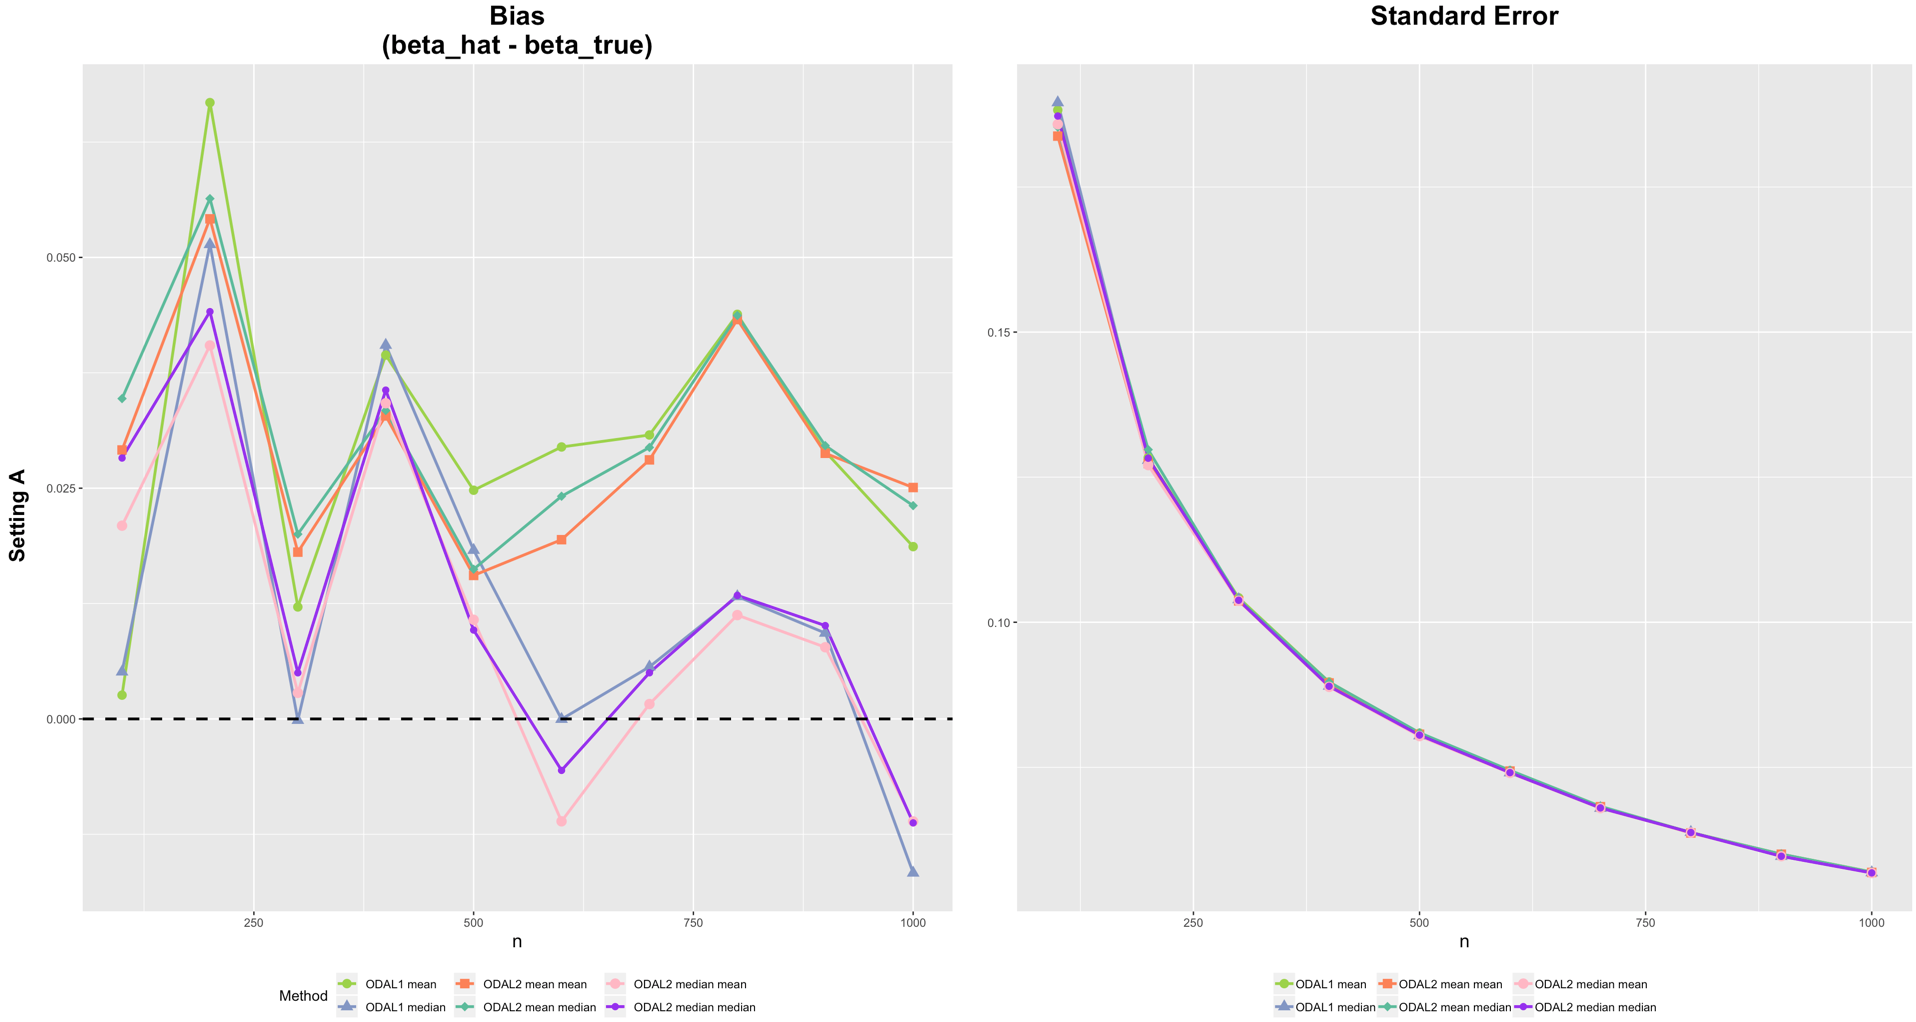 Bias
(beta_hat - beta_true)
Setting A
0.050
0.025
0.000
250 500 750 1000
n
Method ODAL1 mean ODAL2 mean mean ODAL2 median mean
ODAL1 median ODAL2 mean median ODAL2 median median
Standard Error
0.15
0.10
250 500 750 1000
n
ODAL1 mean ODAL2 mean mean ODAL2 median mean
ODAL1 median ODAL2 mean median ODAL2 median median